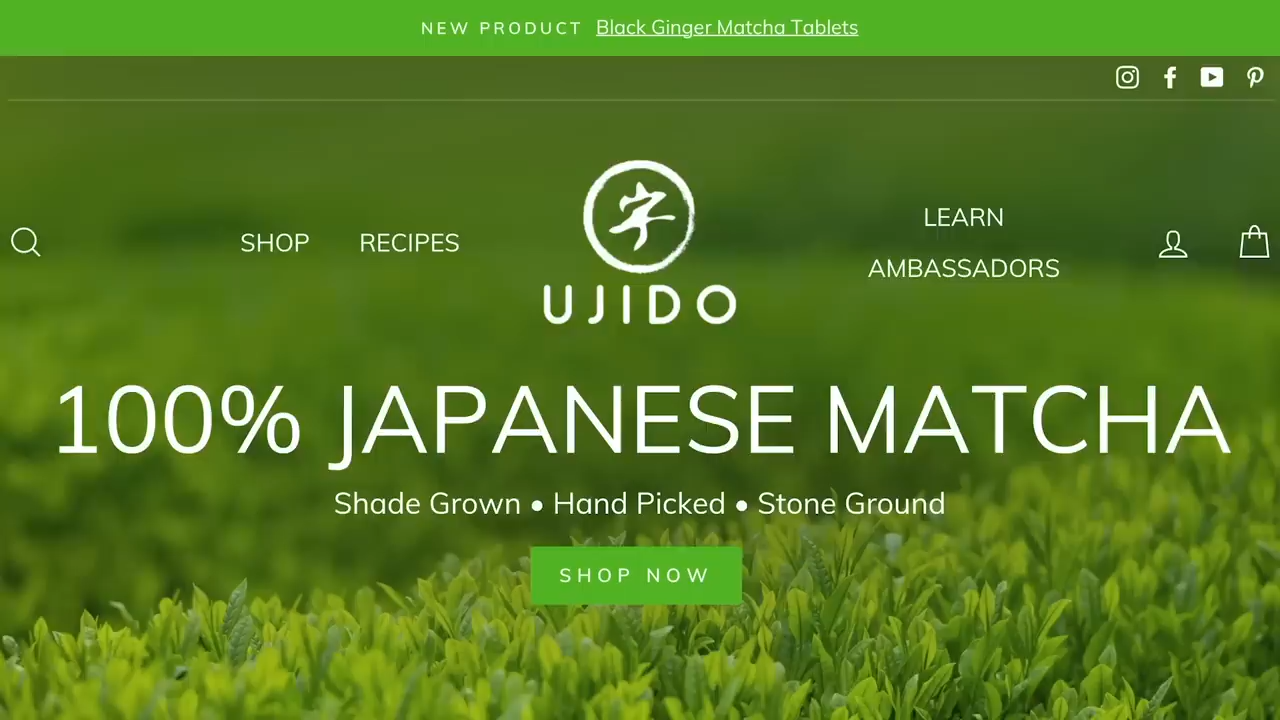 NEW PRODUCT Black Ginger Matcha Tablets
字
UJIDO
SHOP RECIPES
LEARN
AMBASSADORS
100% JAPANESE MATCHA
Shade Grown • Hand Picked • Stone Ground
SHOP NOW